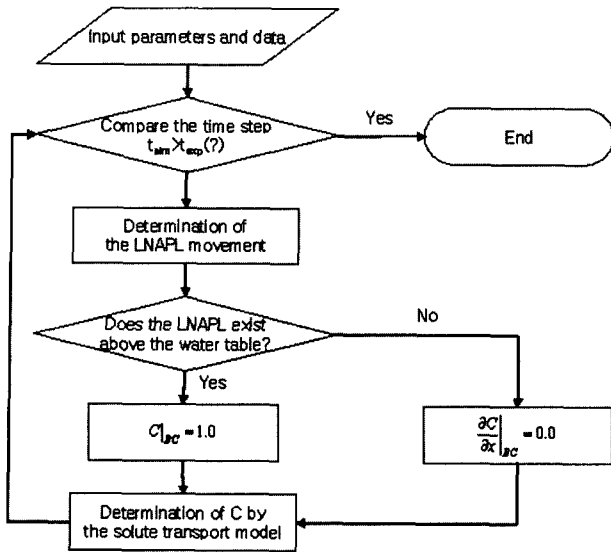 Input parameters and data
Compare the time step
t_sim>t_exp(?)
Yes
End
Determination of
the LNAPL movement
Does the LNAPL exist
above the water table?
No
Yes
C|_BC = 1.0
∂C/∂x|_BC = 0.0
Determination of C by
the solute transport model